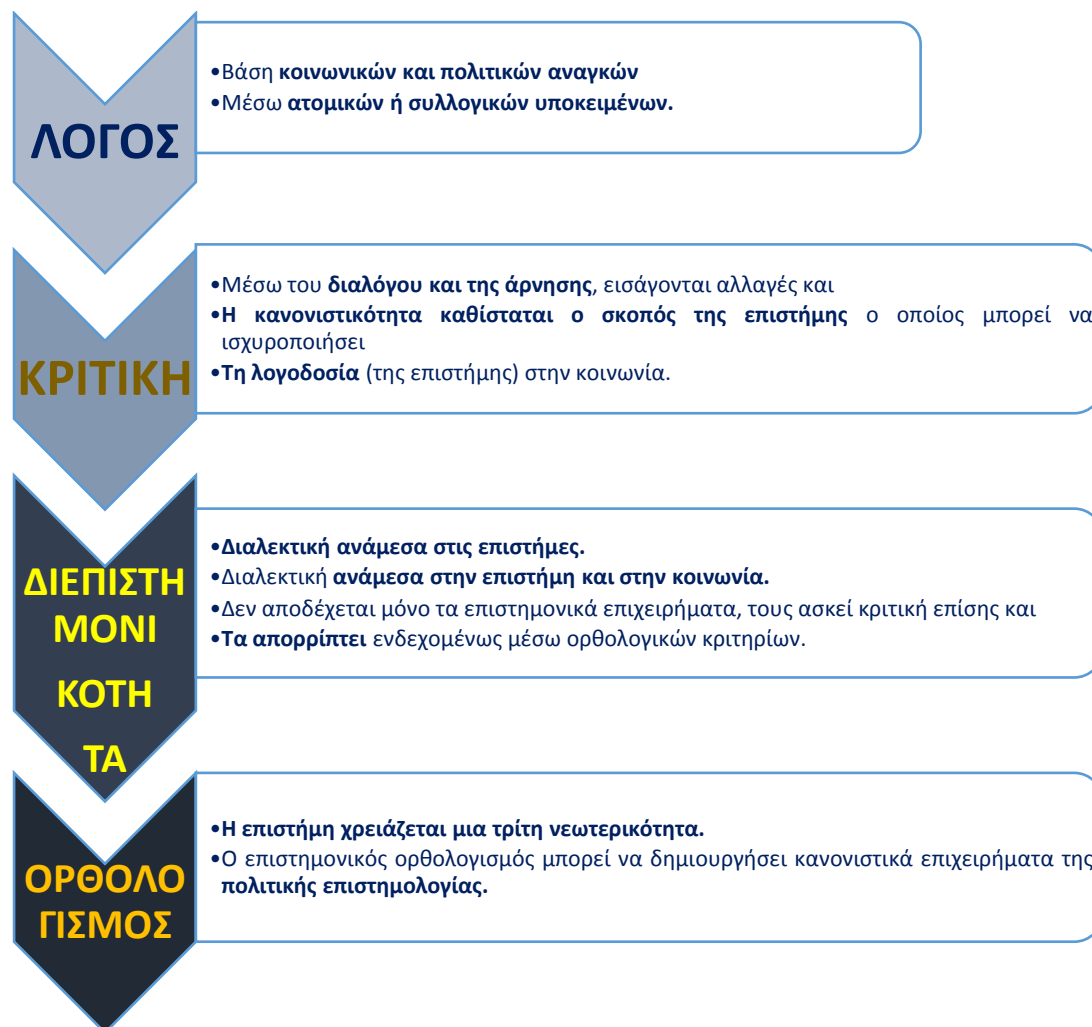 ΛΟΓΟΣ
•Βάση κοινωνικών και πολιτικών αναγκών
•Μέσω ατομικών ή συλλογικών υποκειμένων.
ΚΡΙΤΙΚΗ
•Μέσω του διαλόγου και της άρνησης, εισάγονται αλλαγές και
•Η κανονιστικότητα καθίσταται ο σκοπός της επιστήμης ο οποίος μπορεί να
ισχυροποιήσει
•Τη λογοδοσία (της επιστήμης) στην κοινωνία.
ΔΙΕΠΙΣΤΗ
ΜΟΝΙ
ΚΟΤΗ
ΤΑ
•Διαλεκτική ανάμεσα στις επιστήμες.
•Διαλεκτική ανάμεσα στην επιστήμη και στην κοινωνία.
•Δεν αποδέχεται μόνο τα επιστημονικά επιχειρήματα, τους ασκεί κριτική επίσης και
•Τα απορρίπτει ενδεχομένως μέσω ορθολογικών κριτηρίων.
ΟΡΘΟΛΟ
ΓΙΣΜΟΣ
•Η επιστήμη χρειάζεται μια τρίτη νεωτερικότητα.
•Ο επιστημονικός ορθολογισμός μπορεί να δημιουργήσει κανονιστικά επιχειρήματα της
πολιτικής επιστημολογίας.